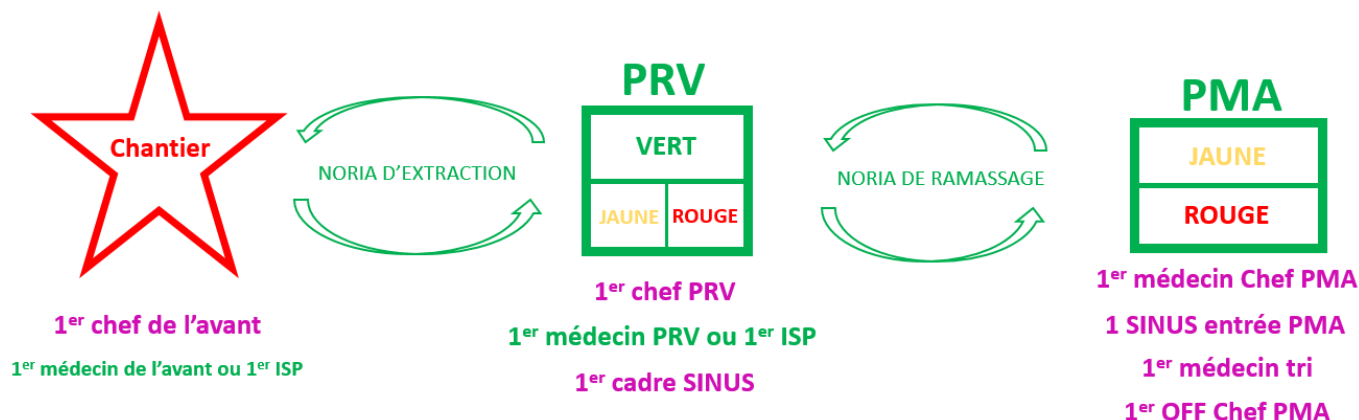 Chantier
1er chef de l’avant
1er médecin de l’avant ou 1er ISP
NORIA D’EXTRACTION
PRV
VERT
JAUNE ROUGE
1er chef PRV
1er médecin PRV ou 1er ISP
1er cadre SINUS
NORIA DE RAMASSAGE
PMA
JAUNE
ROUGE
1er médecin Chef PMA
1 SINUS entrée PMA
1er médecin tri
1er OFF Chef PMA